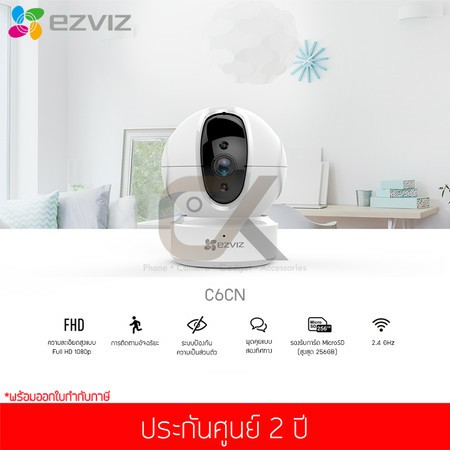 ezviz
ezviz
C6CN
FHD
ความละเอียดสูงแบบ
Full HD 1080p
การติดตามอัจฉริยะ
ระบบป้องกัน
ความเป็นส่วนตัว
พูดคุยแบบ
สองทิศทาง
Micro SD
256GB
รองรับการ์ด MicroSD
(สูงสุด 256GB)
2.4 GHz
*พร้อมออกใบกำกับภาษี
ประกันศูนย์ 2 ปี